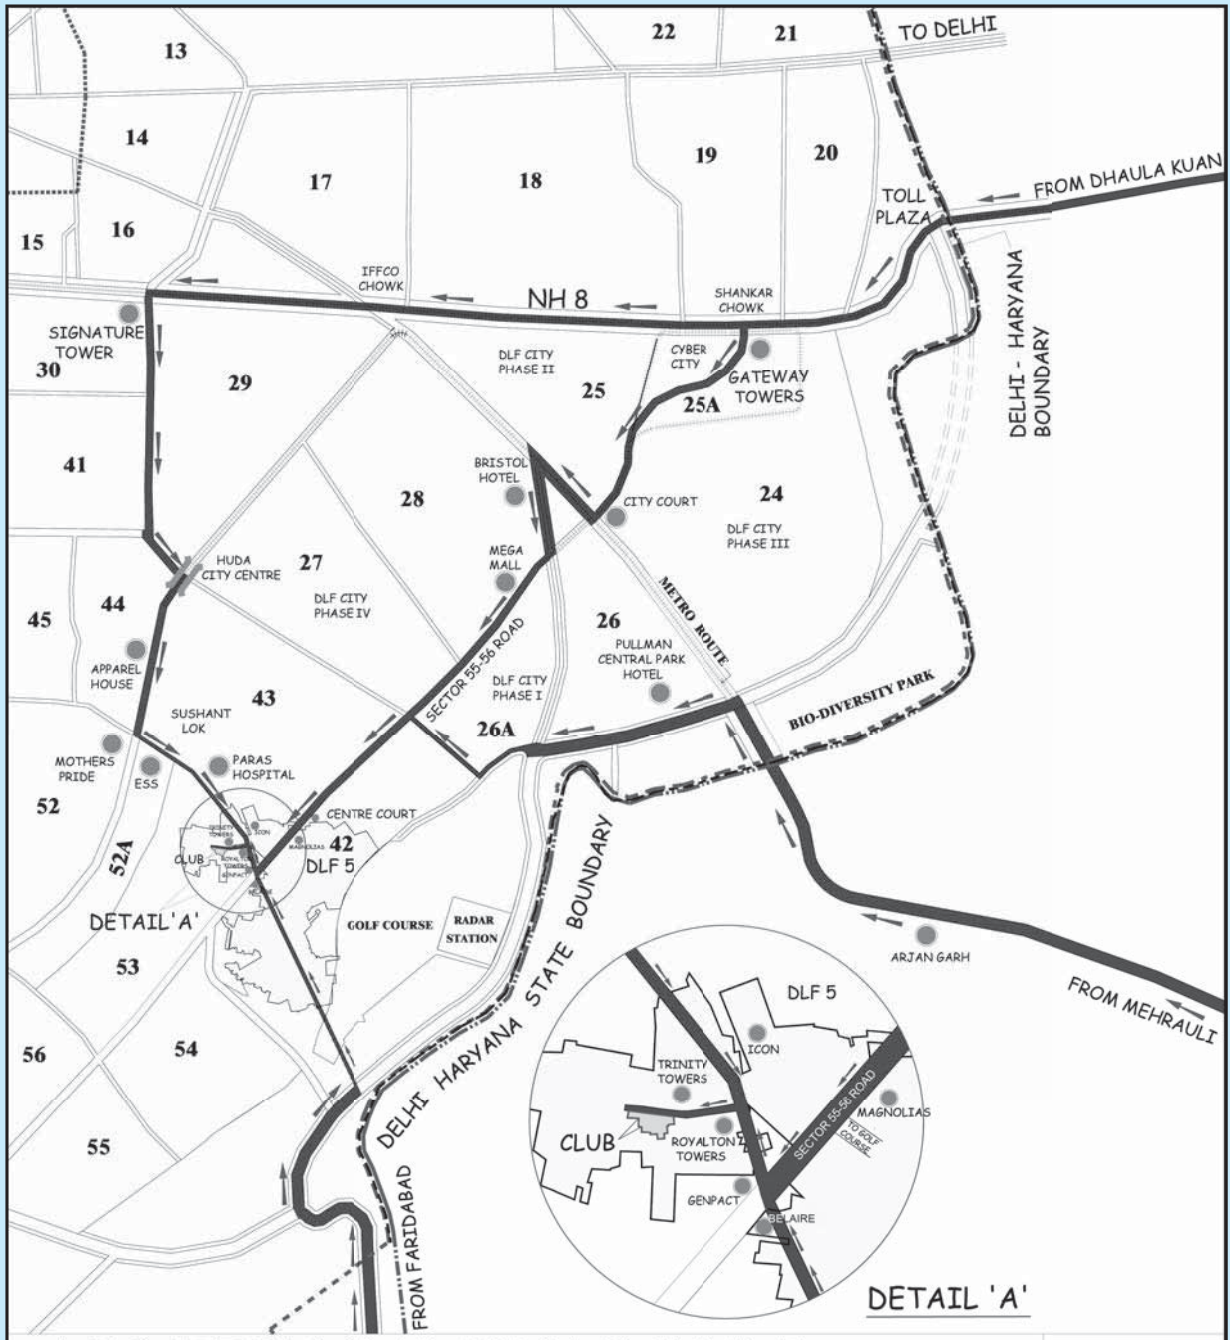 13
22
21
TO DELHI
14
17
18
19
20
FROM DHAULA KUAN
TOLL
PLAZA
15
16
IFFCO
CHOWK
NH 8
SHANKAR
CHOWK
DELHI - HARYANA
BOUNDARY
SIGNATURE
TOWER
30
29
DLF CITY
PHASE II
25
CYBER
CITY
GATEWAY
TOWERS
25A
41
28
BRISTOL
HOTEL
CITY COURT
24
DLF CITY
PHASE III
HUDA
CITY CENTRE
27
DLF CITY
PHASE IV
MEGA
MALL
METRO ROUTE
45
44
26
PULLMAN
CENTRAL PARK
HOTEL
APPAREL
HOUSE
SECTOR 55-56 ROAD
DLF CITY
PHASE I
43
SUSHANT
LOK
26A
BIO-DIVERSITY PARK
MOTHERS
PRIDE
ESS
PARAS
HOSPITAL
52
52A
CENTRE COURT
42
TRINITY
TOWERS
ICON
MAGNOLIAS
CLUB
ROYALTON
TOWERS
GENPACT
DLF 5
DETAIL'A'
GOLF COURSE
RADAR
STATION
DELHI HARYANA STATE BOUNDARY
ARJAN GARH
FROM MEHRAULI
53
54
56
55
FROM FARIDABAD
DLF 5
ICON
TRINITY
TOWERS
MAGNOLIAS
SECTOR 55-56 ROAD
TO GOLF
COURSE
CLUB
ROYALTON
TOWERS
GENPACT
BELAIRE
DETAIL 'A'